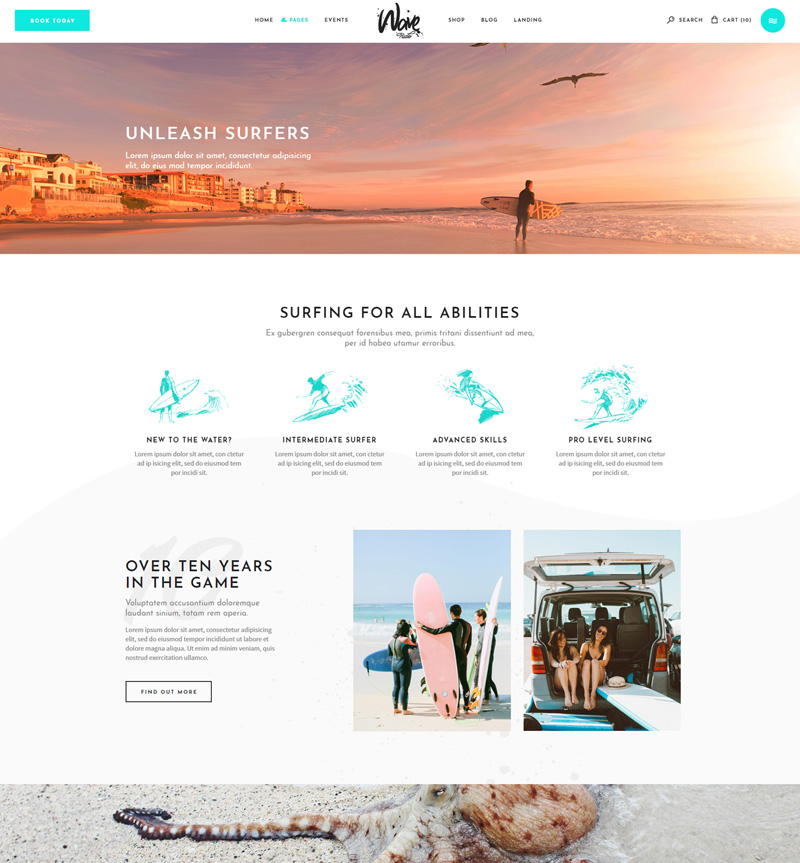 BOOK TODAY
HOME PAGES EVENTS Wave SHOP BLOG LANDING SEARCH CART (10)
UNLEASH SURFERS
Lorem ipsum dolor sit amet, consectetur adipisicing
elit, do eius mod tempor incididunt.
SURFING FOR ALL ABILITIES
Ex gubergren consequat forensibus mea, primis tritani dissentiunt ad mea,
per id habeo utamur erroribus.
NEW TO THE WATER?
Lorem ipsum dolor sit amet, con ctetur
ad ip isicing elit, sed do eiusmod tem
por incidi sit.
INTERMEDIATE SURFER
Lorem ipsum dolor sit amet, con ctetur
ad ip isicing elit, sed do eiusmod tem
por incidi sit.
ADVANCED SKILLS
Lorem ipsum dolor sit amet, con ctetur
ad ip isicing elit, sed do eiusmod tem
por incidi sit.
PRO LEVEL SURFING
Lorem ipsum dolor sit amet, con ctetur
ad ip isicing elit, sed do eiusmod tem
por incidi sit.
10
OVER TEN YEARS
IN THE GAME
Voluptatem accusantium doloremque
laudant sinium, totam rem aperia.
Lorem ipsum dolor sit amet, consectetur adipisicing
elit, sed do eiusmod tempor incididunt ut labore et
dolore magna aliqua. Ut enim ad minim veniam, quis
nostrud exercitation ullamco.
FIND OUT MORE